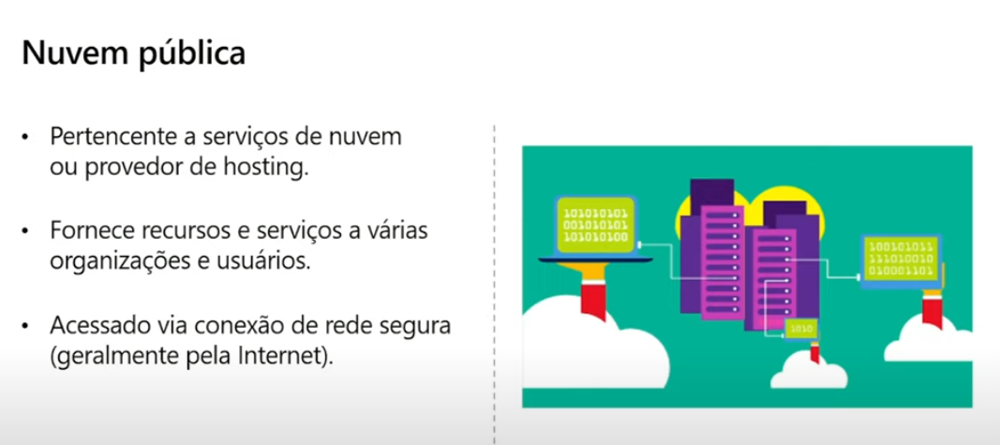 Nuvem pública
• Pertencente a serviços de nuvem
ou provedor de hosting.
• Fornece recursos e serviços a várias
organizações e usuários.
• Acessado via conexão de rede segura
(geralmente pela Internet).
101010101
001010101
101010100
100101011
111010010
010001101
1010